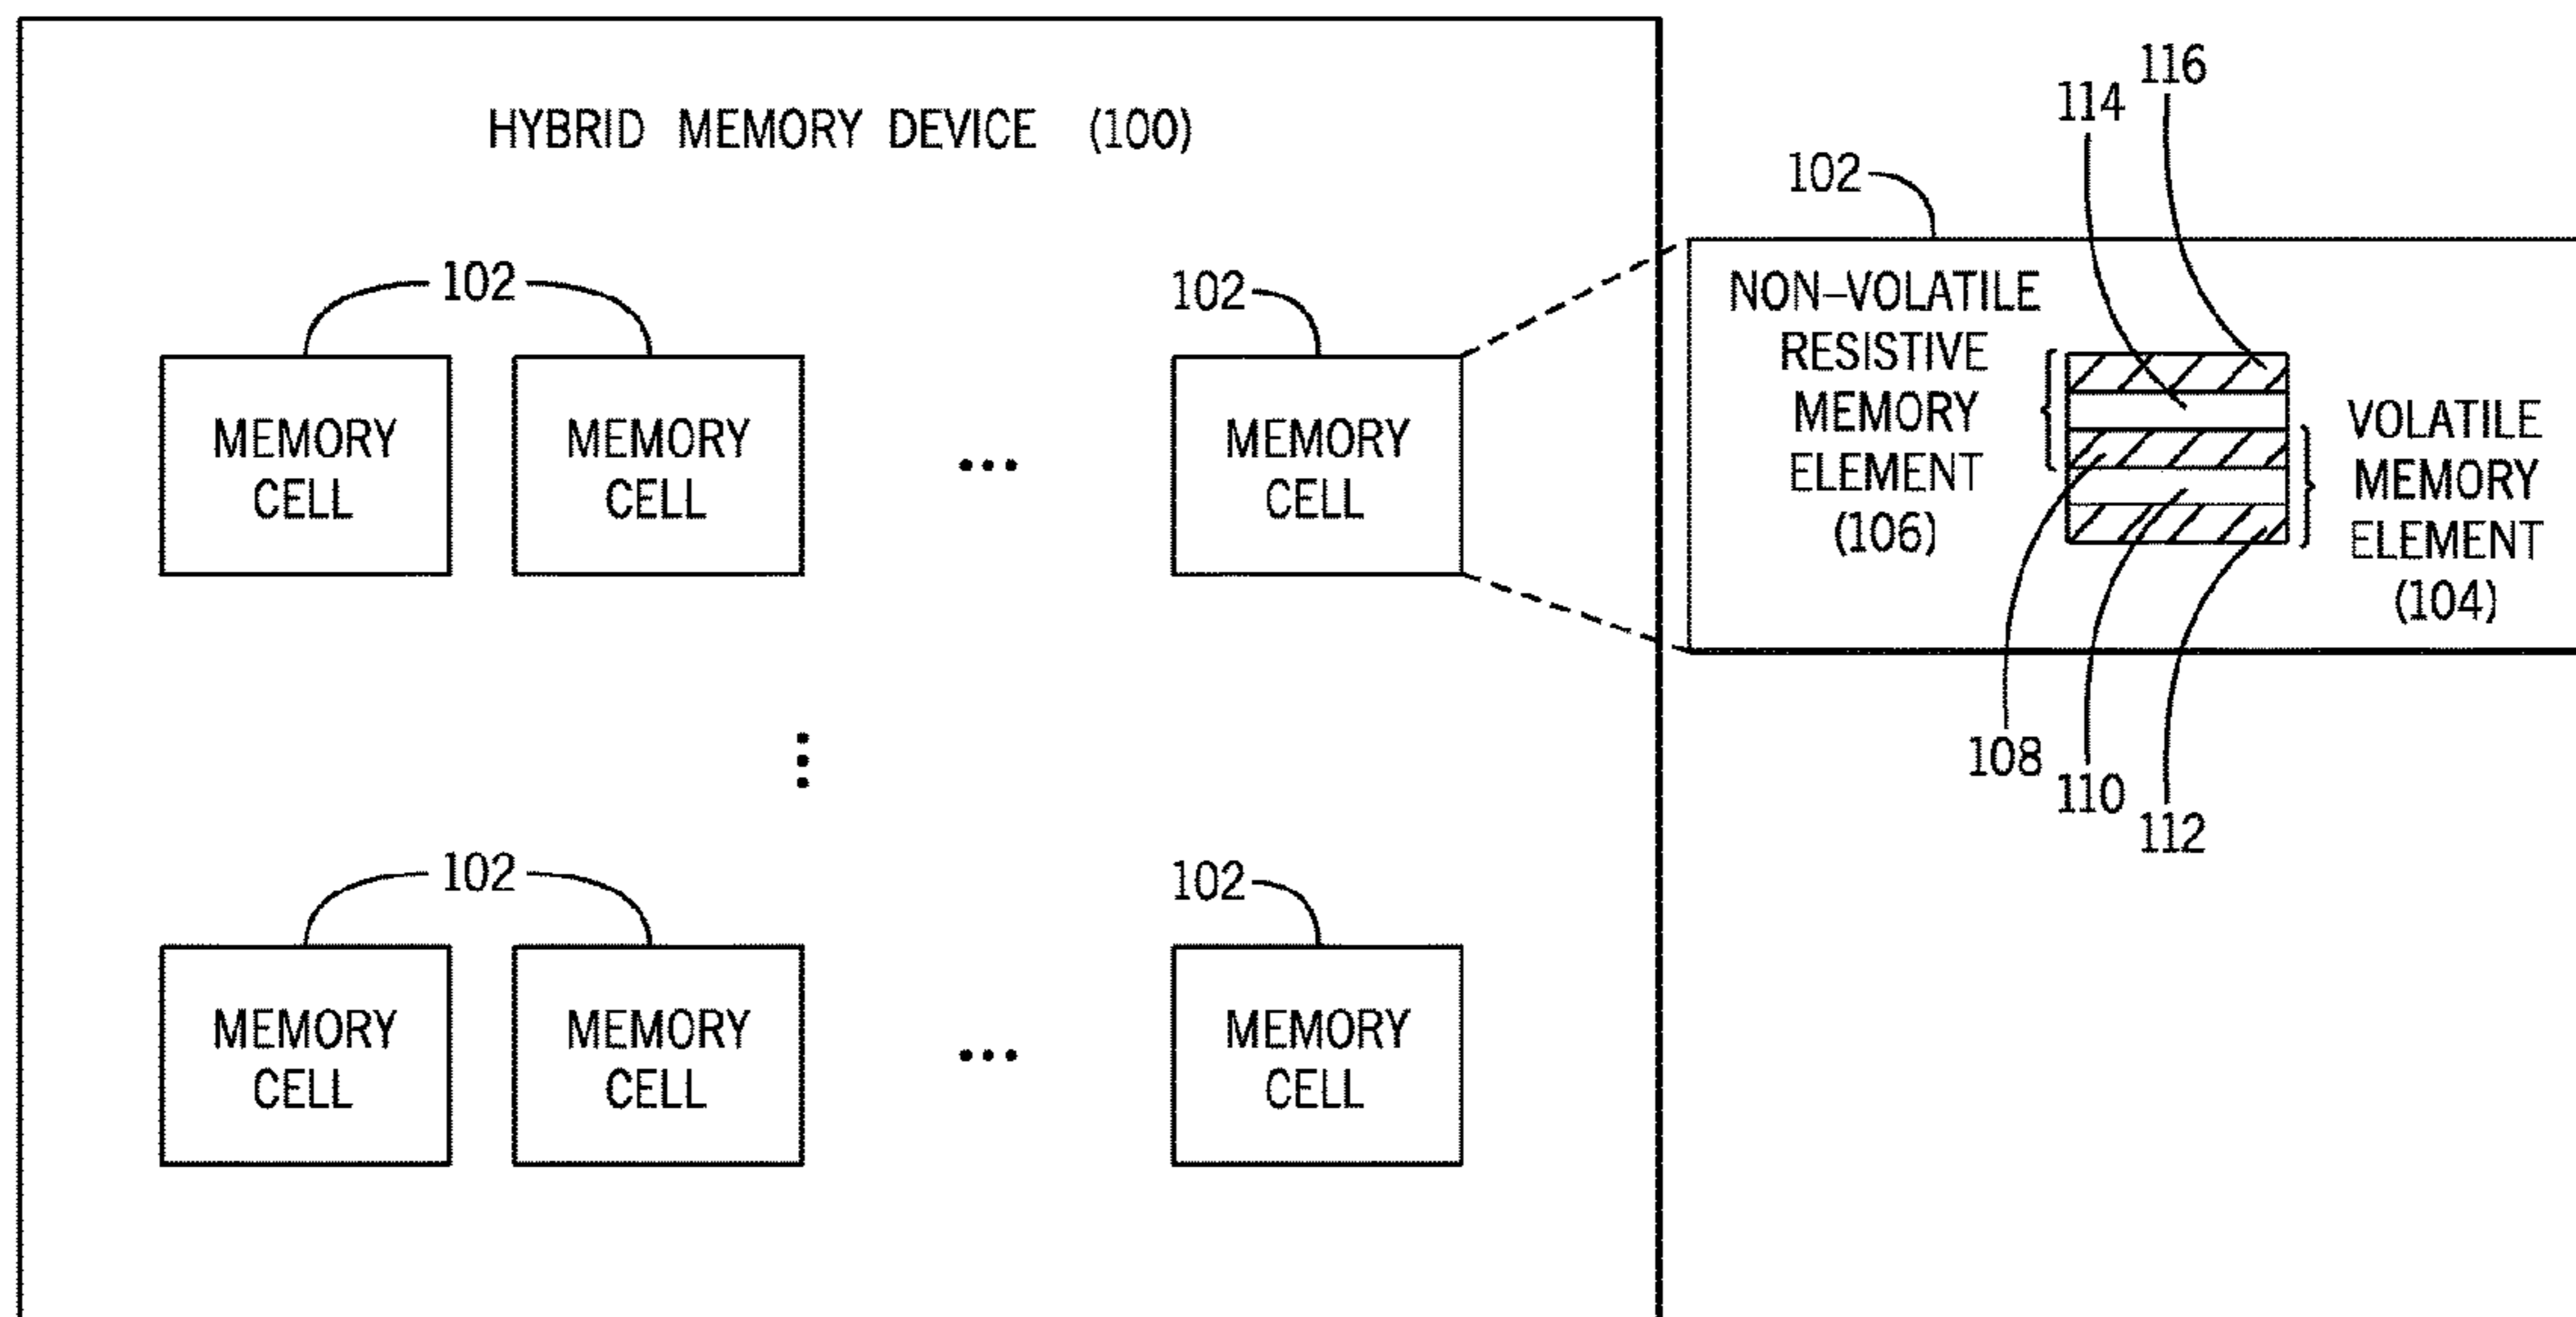 HYBRID MEMORY DEVICE (100)
102
102
MEMORY
CELL
MEMORY
CELL
...
MEMORY
CELL
102
102
MEMORY
CELL
MEMORY
CELL
...
MEMORY
CELL
116
114
102
NON-VOLATILE
RESISTIVE
MEMORY
ELEMENT
(106)
VOLATILE
MEMORY
ELEMENT
(104)
108
110
112